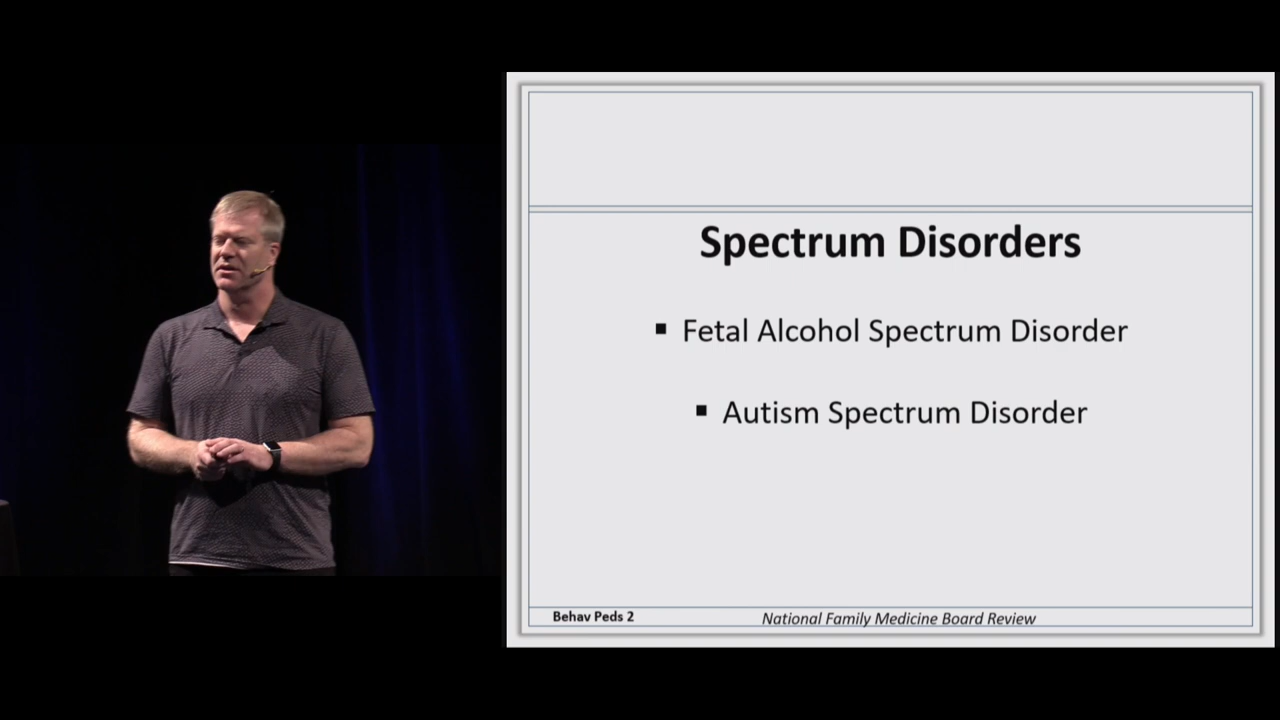 Spectrum Disorders
▪ Fetal Alcohol Spectrum Disorder
▪ Autism Spectrum Disorder
Behav Peds 2
National Family Medicine Board Review